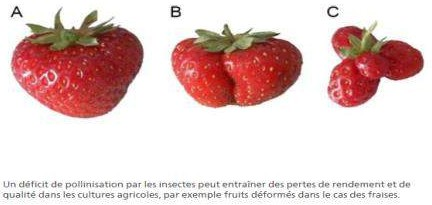 A B C
Un déficit de pollinisation par les insectes peut entraîner des pertes de rendement et de
qualité dans les cultures agricoles, par exemple fruits déformés dans le cas des fraises.